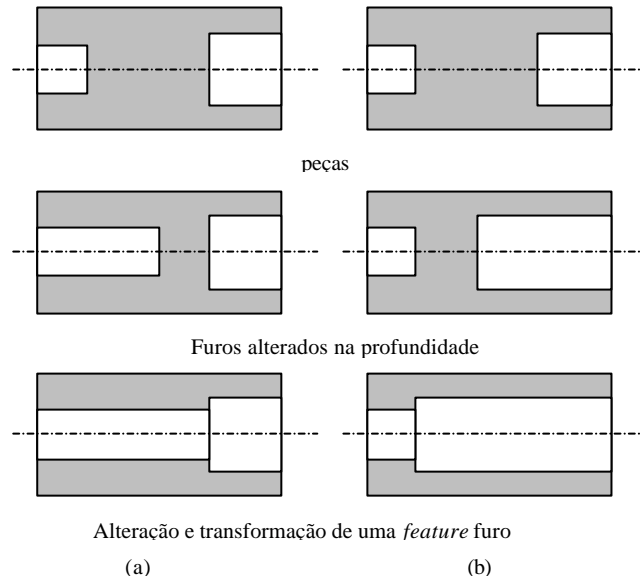 peças
Furos alterados na profundidade
Alteração e transformação de uma feature furo
(a) (b)